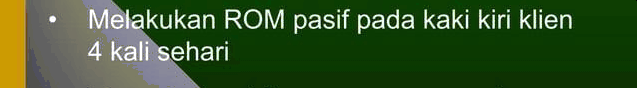 • Melakukan ROM pasif pada kaki kiri klien
4 kali sehari